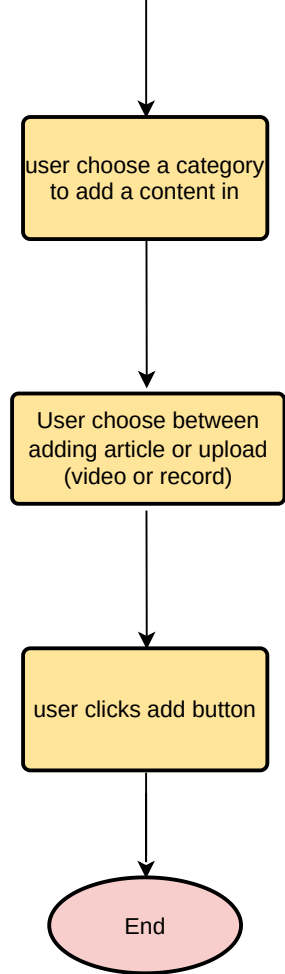 user choose a category
to add a content in
User choose between
adding article or upload
(video or record)
user clicks add button
End